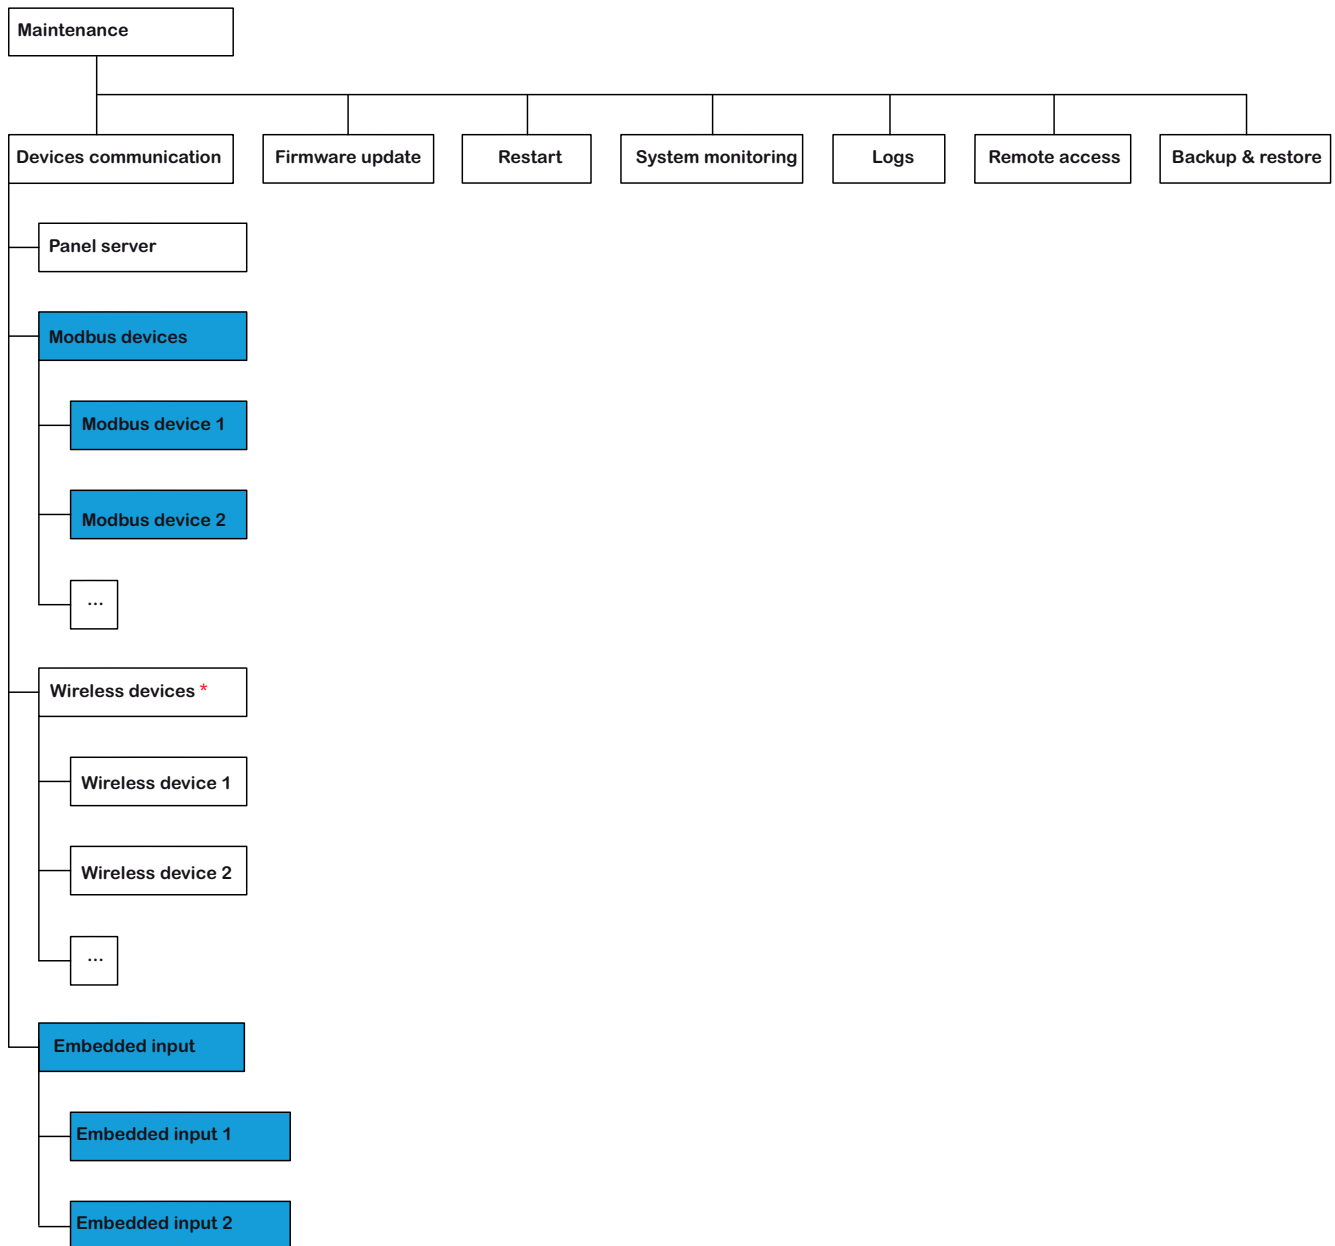 Maintenance
Devices communication
Firmware update
Restart
System monitoring
Logs
Remote access
Backup & restore
Panel server
Modbus devices
Modbus device 1
Modbus device 2
...
Wireless devices *
Wireless device 1
Wireless device 2
...
Embedded input
Embedded input 1
Embedded input 2